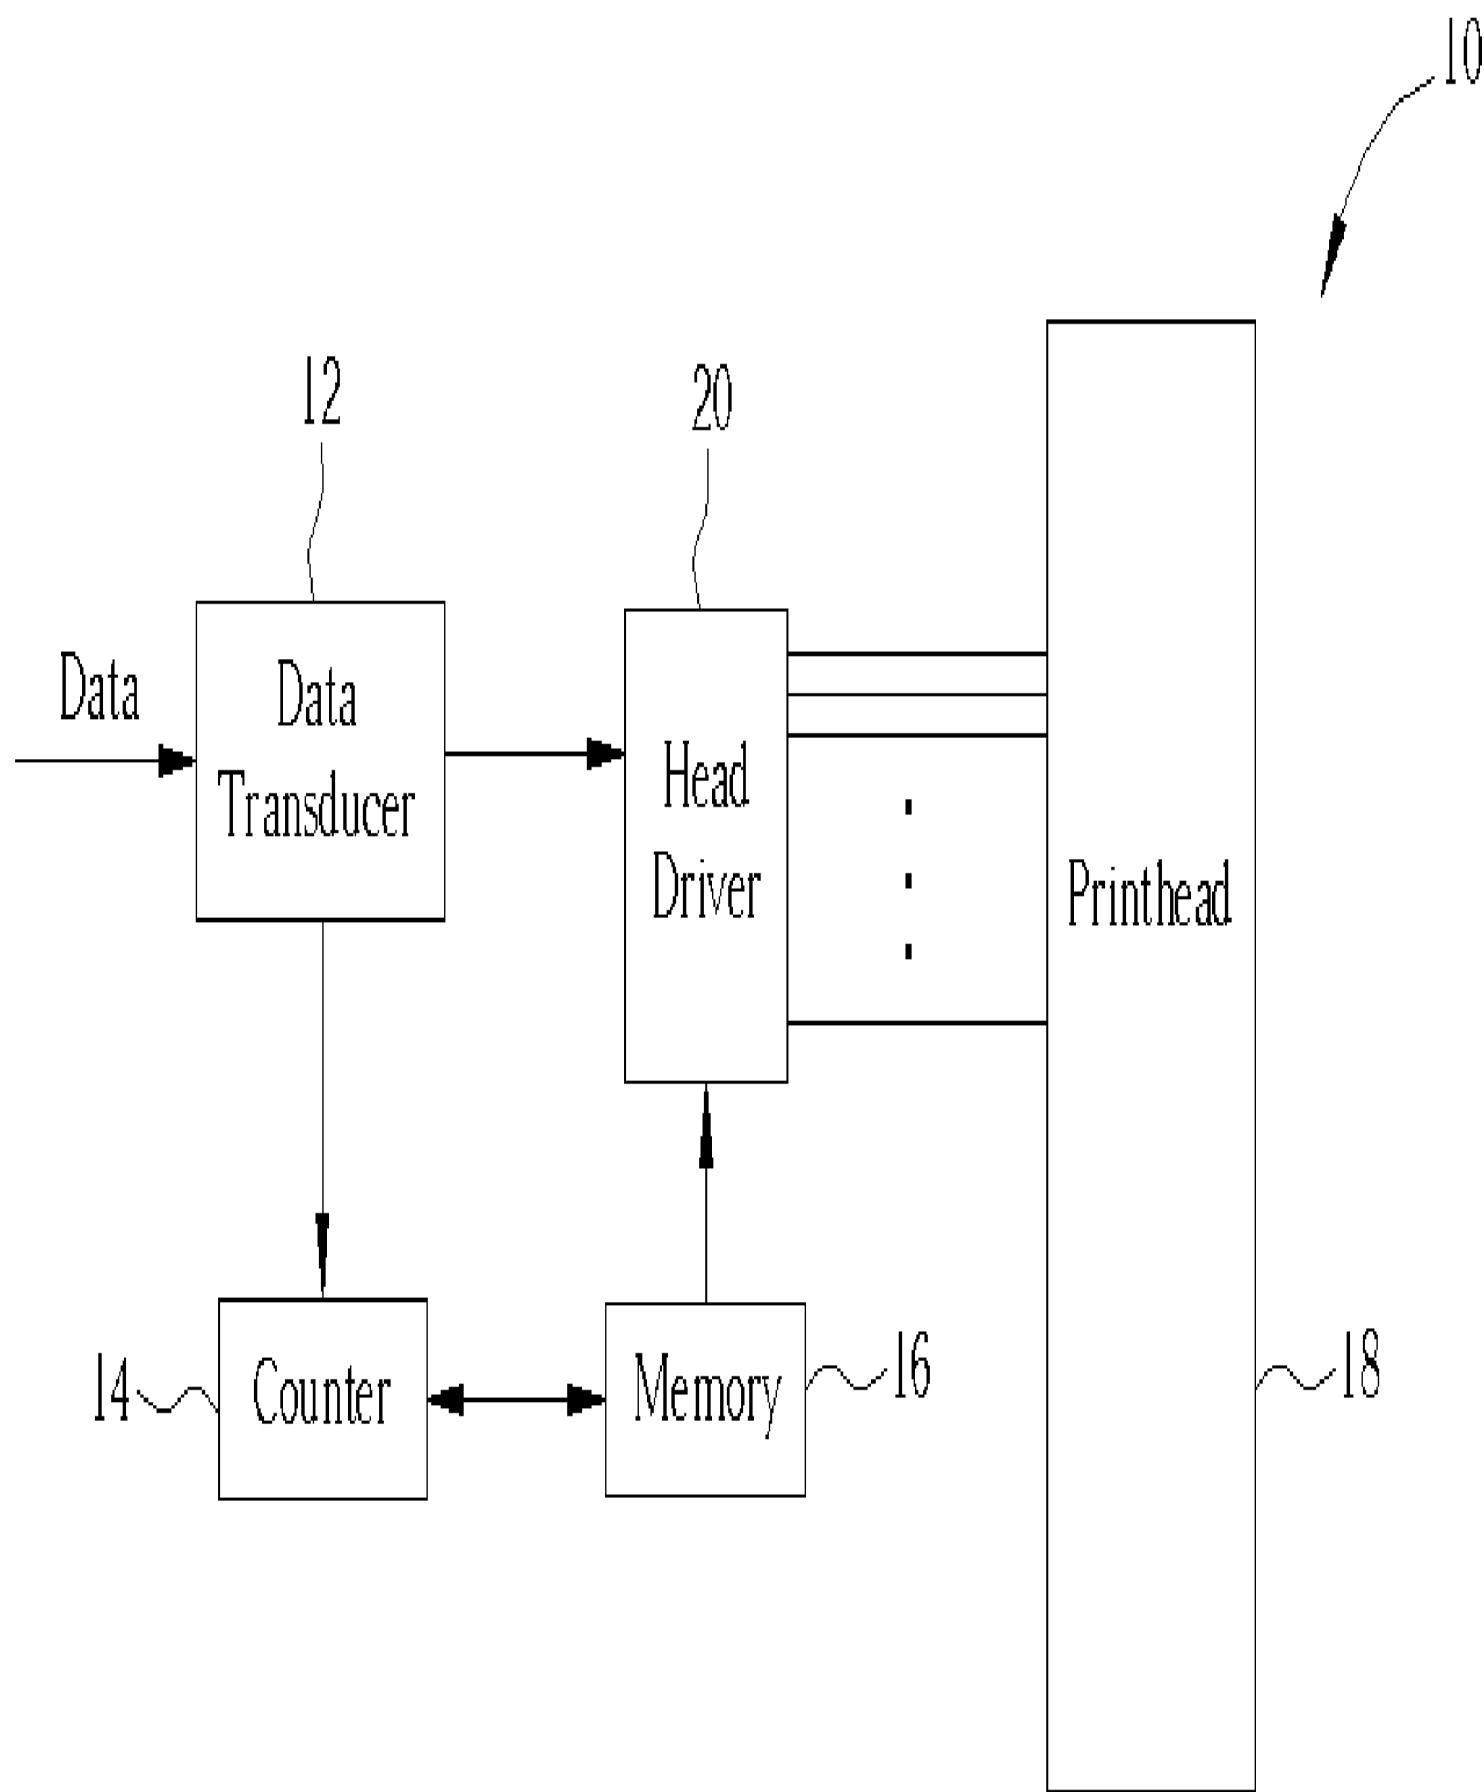 10
12
20
Data
Data
Transducer
Head
Driver
Printhead
14
Counter
Memory
16
18